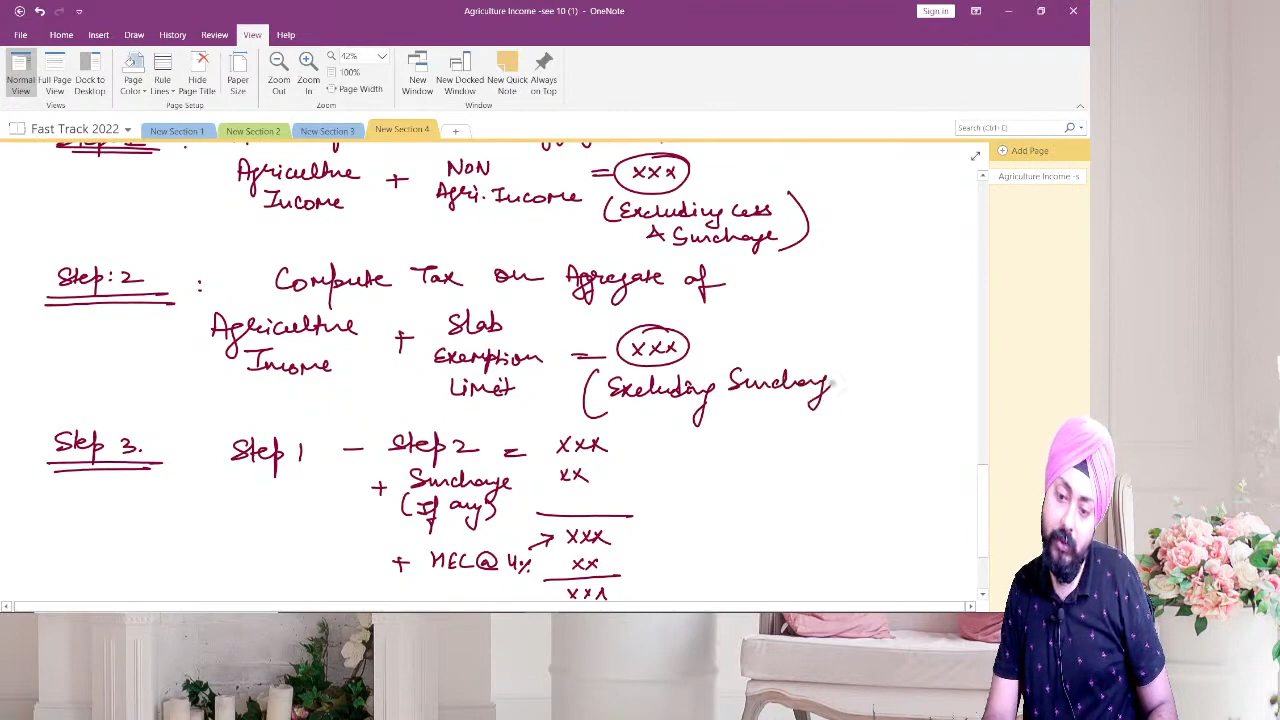 Agriculture Income -see 10 (1) - OneNote
Sign in
File Home Insert Draw History Review View Help
42%
100%
Page Width
Normal View
Full Page View
Dock to Desktop
Page Color
Rule Lines
Hide Page Title
Paper Size
Zoom Out
Zoom In
New Window
New Docked Window
New Quick Note
Always on Top
Views
Page Setup
Zoom
Window
Fast Track 2022
New Section 1
New Section 2
New Section 3
New Section 4
+
Search (Ctrl+E)
Add Page
Agriculture Income -s
Agriculture Income + Non Agri. Income = xxx
(Excluding Cess & Surcharge)
Step: 2 : Compute Tax on Aggregate of
Agriculture Income + Slab Exemption Limit = xxx
(Excluding Surcharg
Step 3. Step 1 - Step 2 = xxx
+ Surcharge (If any) xx
xxx
+ HEC @ 4% xx
xxx